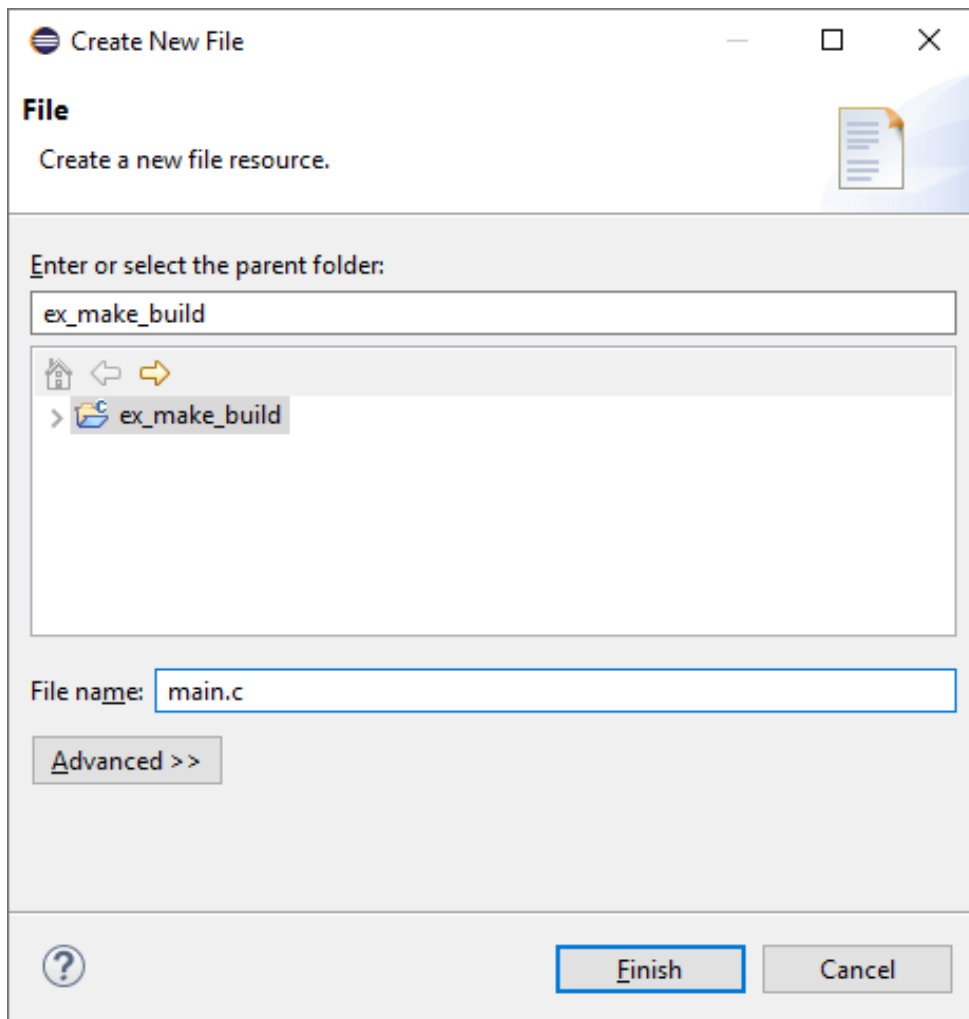 Create New File
File
Create a new file resource.
Enter or select the parent folder:
ex_make_build
ex_make_build
File name: main.c
Advanced >>
? Finish Cancel